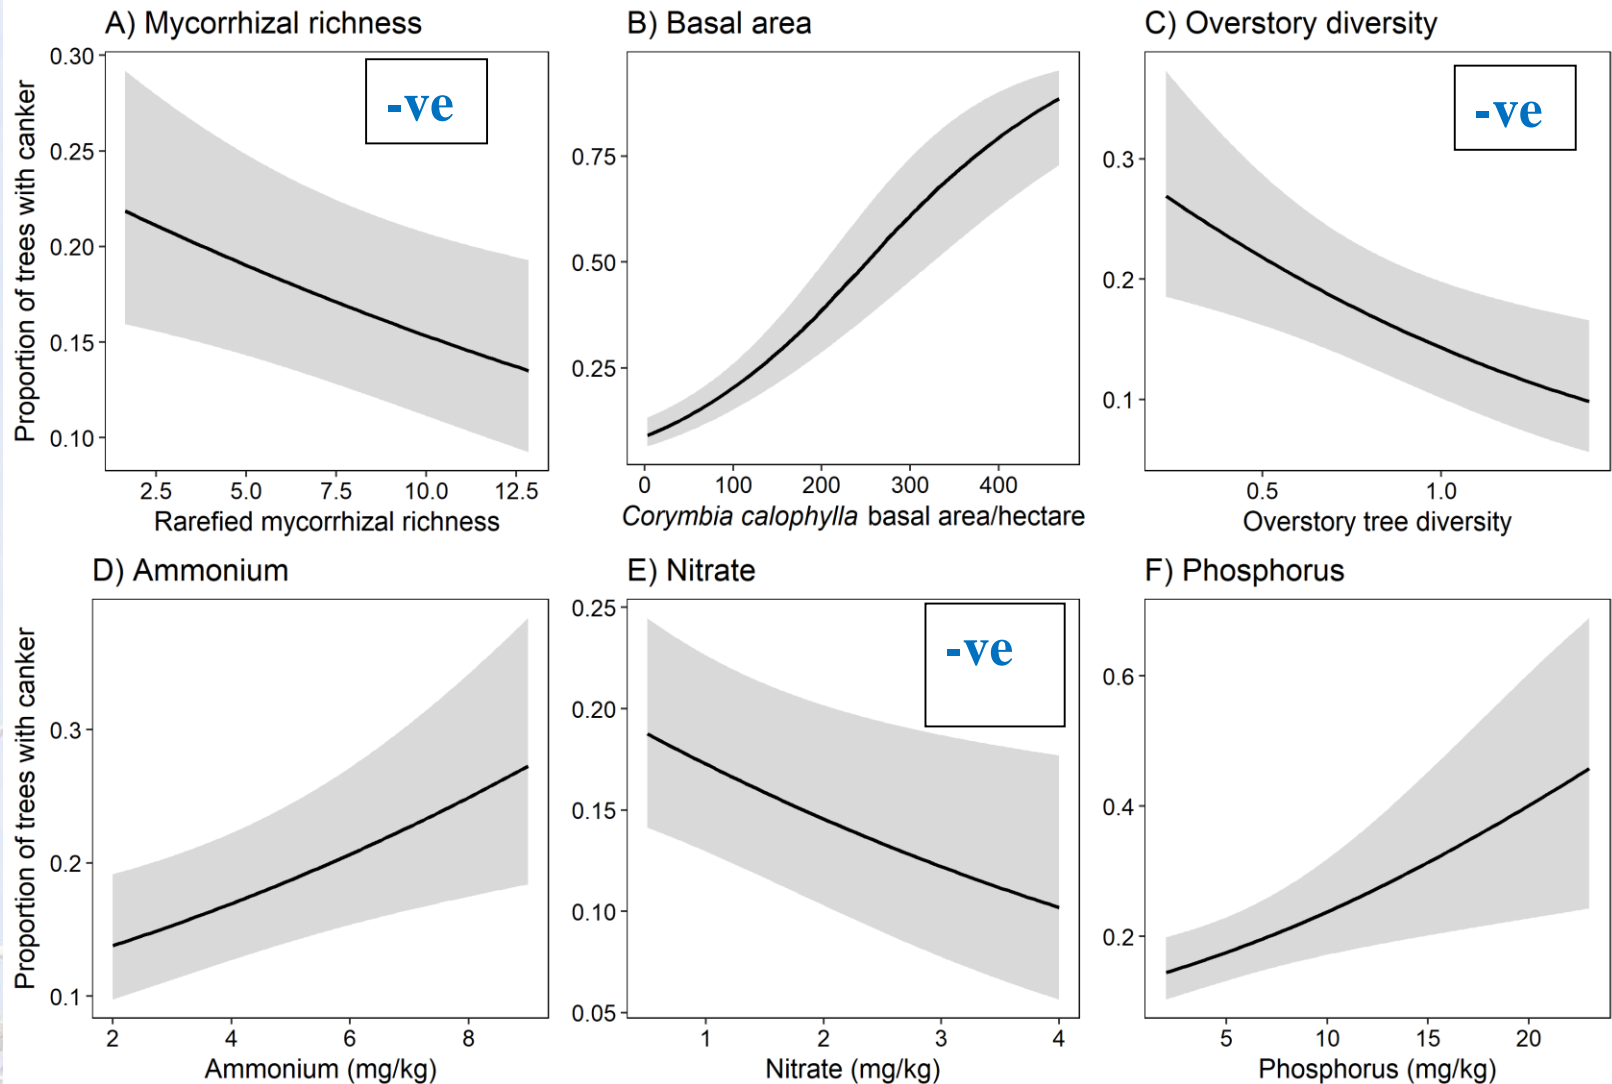 A) Mycorrhizal richness
Proportion of trees with canker
0.30
0.25
0.20
0.15
0.10
-ve
2.5 5.0 7.5 10.0 12.5
Rarefied mycorrhizal richness
B) Basal area
0.75
0.50
0.25
0 100 200 300 400
Corymbia calophylla basal area/hectare
C) Overstory diversity
0.3
0.2
0.1
-ve
0.5 1.0
Overstory tree diversity
D) Ammonium
Proportion of trees with canker
0.3
0.2
0.1
2 4 6 8
Ammonium (mg/kg)
E) Nitrate
0.25
0.20
0.15
0.10
0.05
-ve
1 2 3 4
Nitrate (mg/kg)
F) Phosphorus
0.6
0.4
0.2
5 10 15 20
Phosphorus (mg/kg)